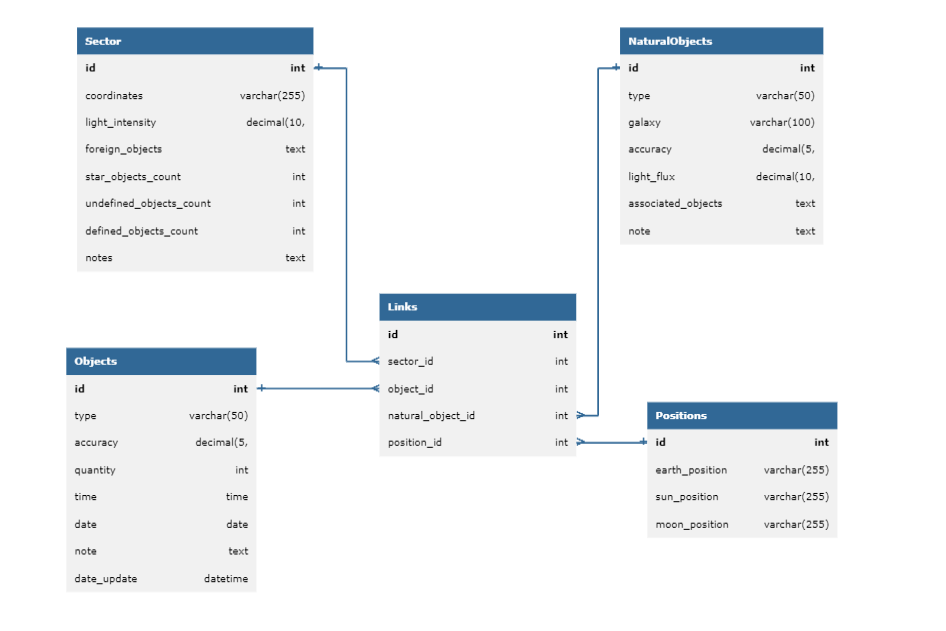 Sector
id int
coordinates varchar(255)
light_intensity decimal(10,
foreign_objects text
star_objects_count int
undefined_objects_count int
defined_objects_count int
notes text
NaturalObjects
id int
type varchar(50)
galaxy varchar(100)
accuracy decimal(5,
light_flux decimal(10,
associated_objects text
note text
Links
id int
sector_id int
object_id int
natural_object_id int
position_id int
Objects
id int
type varchar(50)
accuracy decimal(5,
quantity int
time time
date date
note text
date_update datetime
Positions
id int
earth_position varchar(255)
sun_position varchar(255)
moon_position varchar(255)